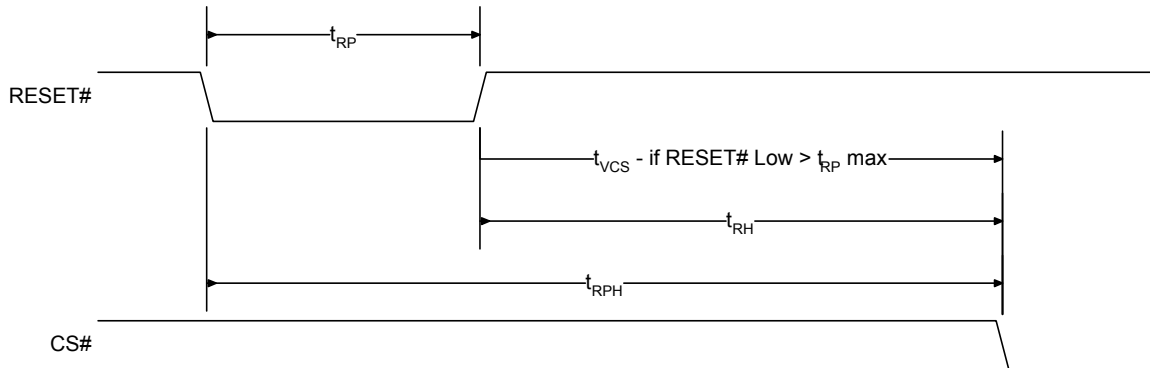 tRP
RESET#
tVCS - if RESET# Low > tRP max
tRH
tRPH
CS#